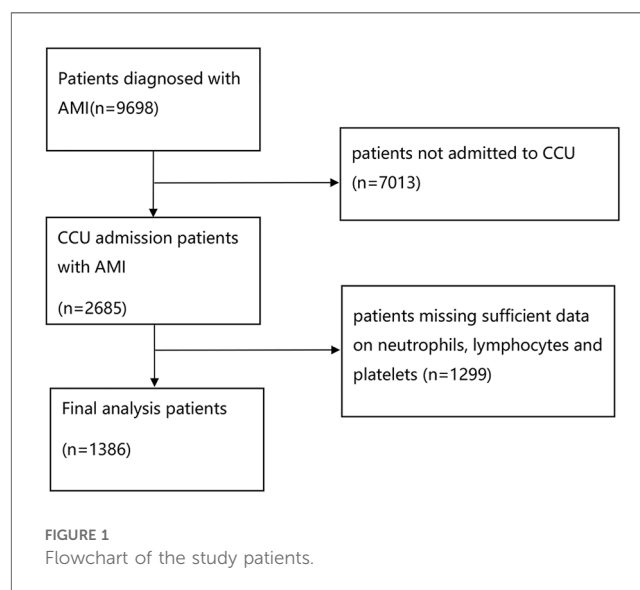 Patients diagnosed with
AMI(n=9698)
patients not admitted to CCU
(n=7013)
CCU admission patients
with AMI
(n=2685)
patients missing sufficient data
on neutrophils, lymphocytes and
platelets (n=1299)
Final analysis patients
(n=1386)
FIGURE 1
Flowchart of the study patients.